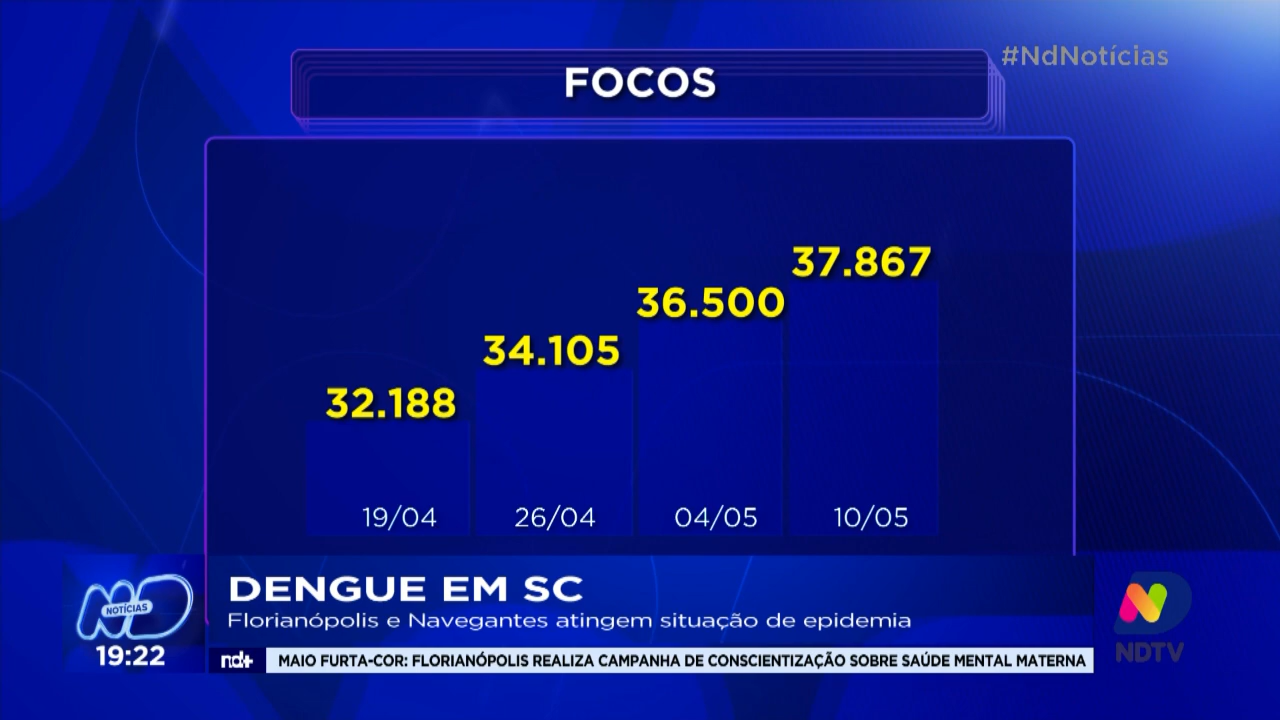 #NdNotícias
FOCOS
37.867
36.500
34.105
32.188
19/04 26/04 04/05 10/05
DENGUE EM SC
Florianópolis e Navegantes atingem situação de epidemia
ND NOTÍCIAS
19:22
nd+
MAIO FURTA-COR: FLORIANÓPOLIS REALIZA CAMPANHA DE CONSCIENTIZAÇÃO SOBRE SAÚDE MENTAL MATERNA
NDTV